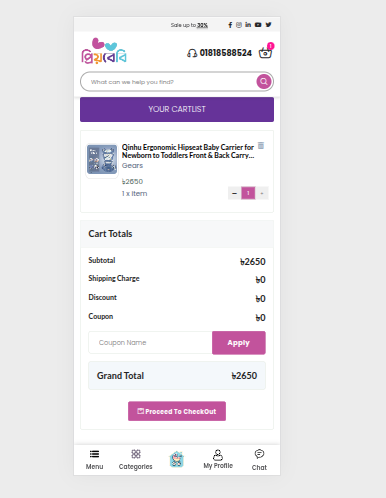 Sale up to 30%
প্রিয়বেবি
01818588524
1
What can we help you find?
YOUR CARTLIST
Qinhu Ergonomic Hipseat Baby Carrier for
Newborn to Toddlers Front & Back Carry...
Gears
৳2650
1 x Item
- 1 +
Cart Totals
Subtotal ৳2650
Shipping Charge ৳0
Discount ৳0
Coupon ৳0
Coupon Name Apply
Grand Total ৳2650
Proceed To CheckOut
Menu Categories My Profile Chat